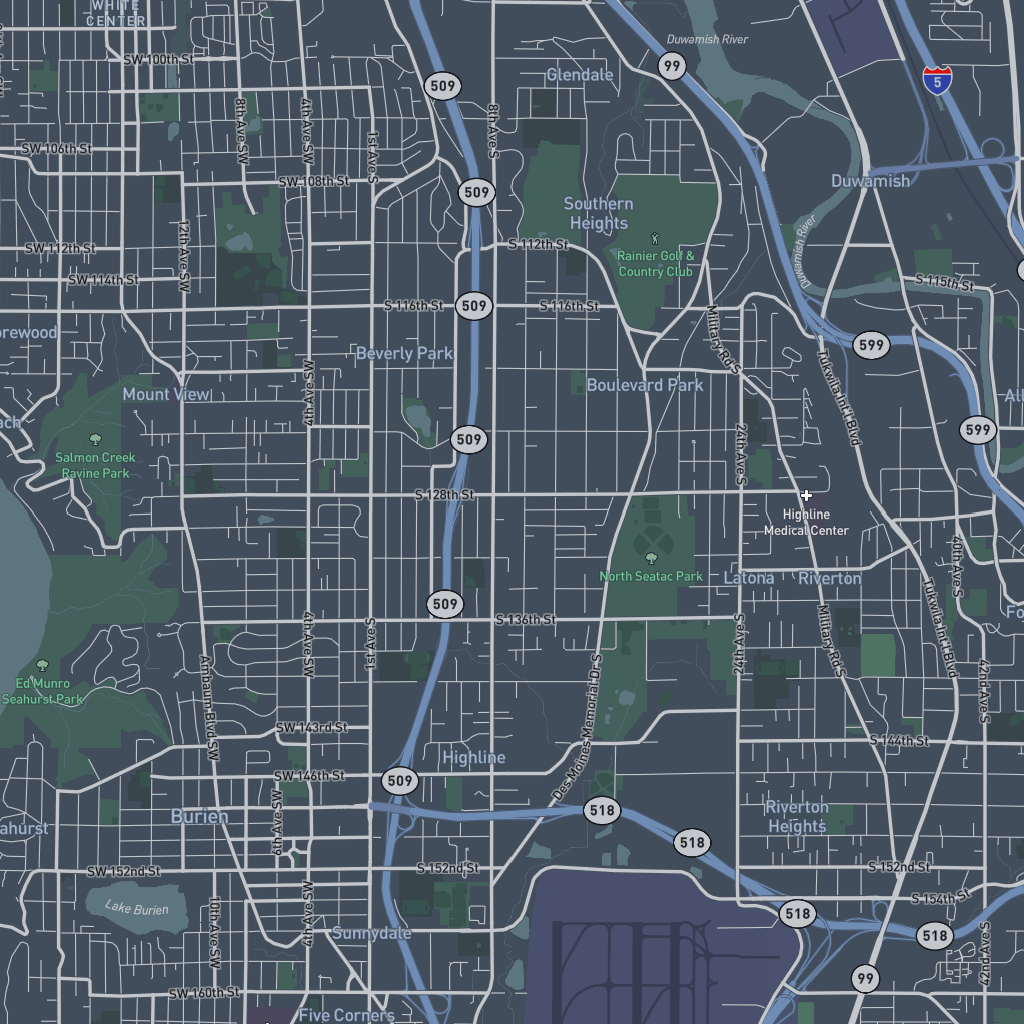 WHITE
CENTER
Duwamish River
SW 100th St
Glendale
99
5
509
8th Ave SW
4th Ave SW
8th Ave S
1st Ave S
SW 106th St
SW 108th St
509
Duwamish
Southern
Heights
12th Ave SW
SW 112th St
S 112th St
Rainier Golf &
Country Club
Duwamish River
SW 114th St
S 115th St
S 116th St
509
S 116th St
orewood
Military Rd S
599
Beverly Park
Tukwila Int'l Blvd
Mount View
4th Ave SW
Boulevard Park
All
ach
509
24th Ave S
599
Salmon Creek
Ravine Park
S 128th St
Highline
Medical Center
40th Ave S
North Seatac Park
Latona
Riverton
Tukwila Int'l Blvd
509
Fo
S 136th St
4th Ave SW
1st Ave S
24th Ave S
Military Rd S
Ed Munro
Seahurst Park
Ambaum Blvd SW
Des Moines Memorial Dr S
42nd Ave S
SW 143rd St
S 144th St
Highline
SW 146th St
509
Burien
6th Ave SW
518
Riverton
Heights
ahurst
518
SW 152nd St
S 152nd St
S 152nd St
S 154th St
Lake Burien
10th Ave SW
4th Ave SW
518
Sunnydale
518
42nd Ave S
99
SW 160th St
Five Corners